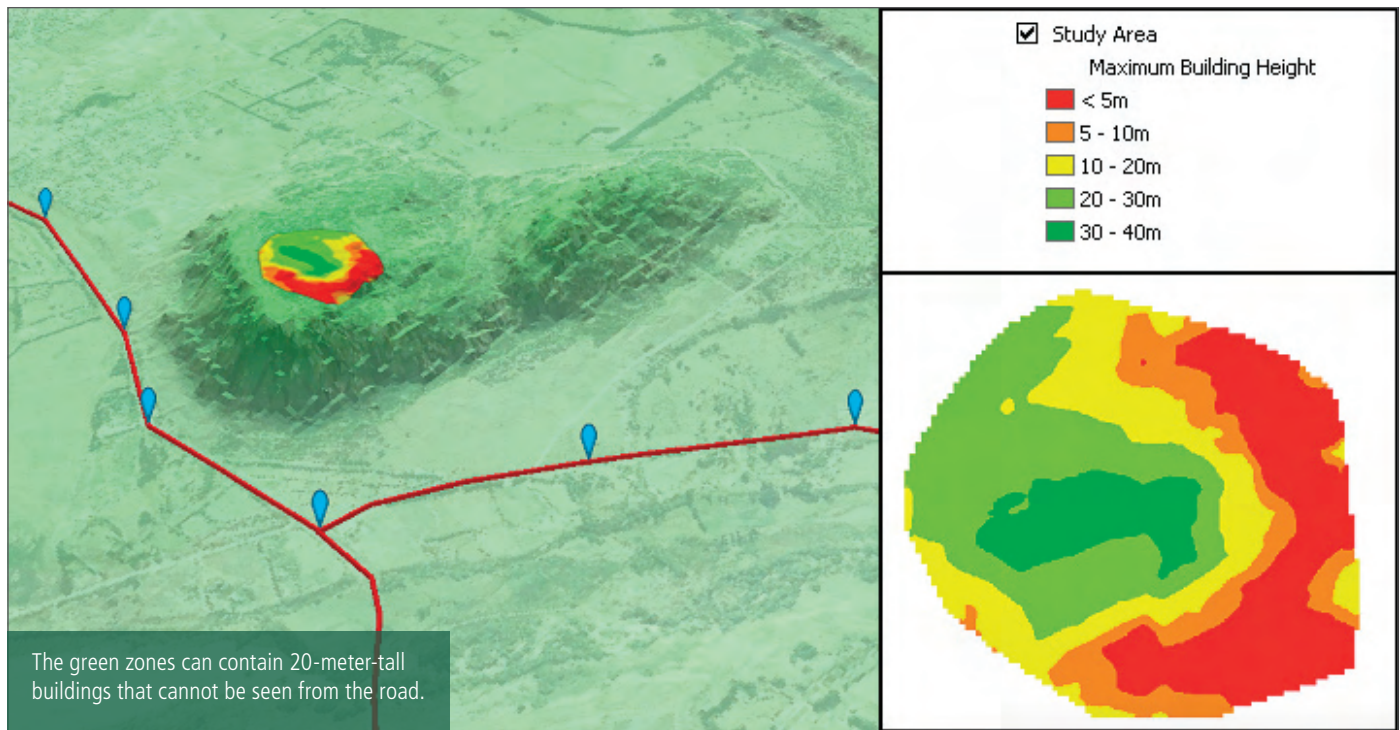 The green zones can contain 20-meter-tall
buildings that cannot be seen from the road.
Study Area
Maximum Building Height
< 5m
5 - 10m
10 - 20m
20 - 30m
30 - 40m